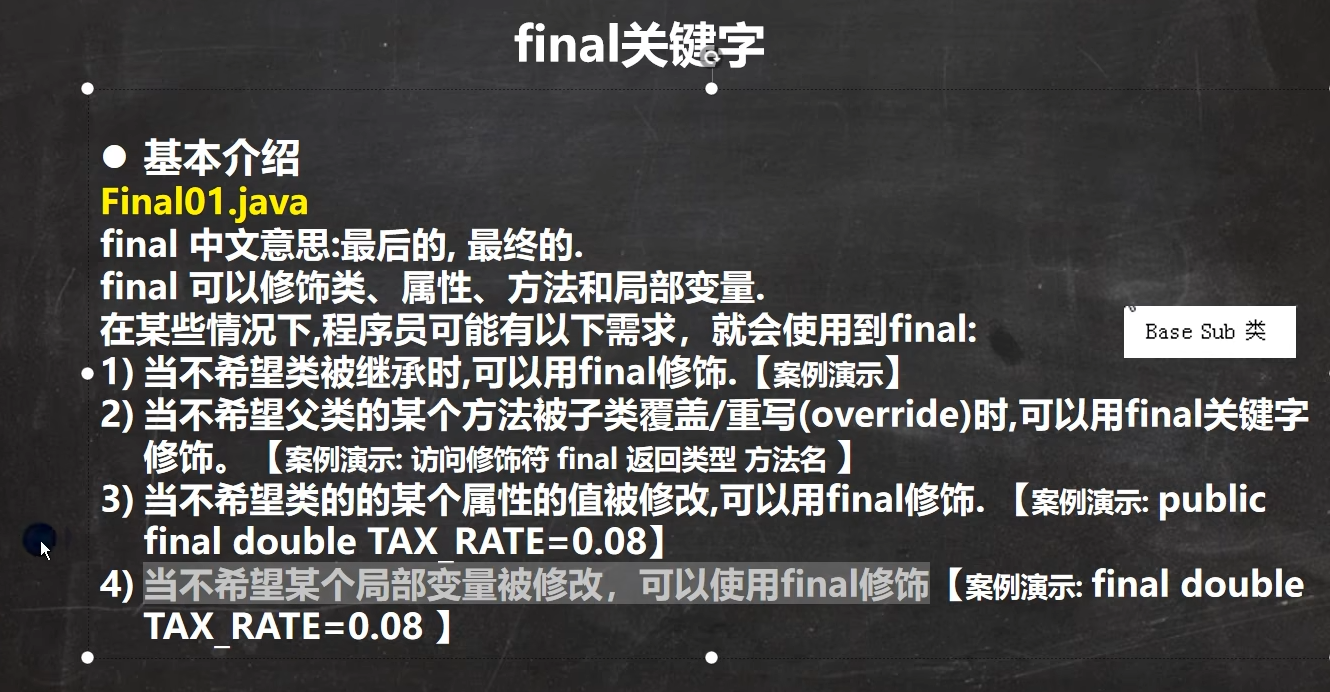 final关键字
● 基本介绍
Final01.java
final 中文意思:最后的, 最终的.
final 可以修饰类、属性、方法和局部变量.
在某些情况下,程序员可能有以下需求，就会使用到final:
Base Sub 类
1) 当不希望类被继承时,可以用final修饰.【案例演示】
2) 当不希望父类的某个方法被子类覆盖/重写(override)时,可以用final关键字
修饰。【案例演示: 访问修饰符 final 返回类型 方法名 】
3) 当不希望类的的某个属性的值被修改,可以用final修饰. 【案例演示: public
final double TAX_RATE=0.08】
4) 当不希望某个局部变量被修改，可以使用final修饰【案例演示: final double
TAX_RATE=0.08 】